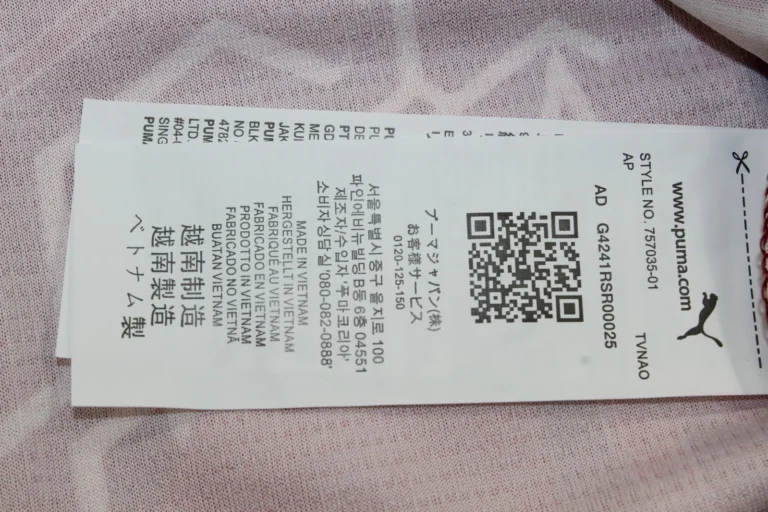 www.puma.com
STYLE NO. 757035-01 TVNAO
AP
AD G4241RSR00025
プーマジャパン(株)
お客様サービス
0120-125-150
서울특별시 중구 을지로 100
파인에비뉴빌딩 B동 6층 04551
제조자/수입자 '푸마코리아'
소비자상담실 '080-082-0888'
MADE IN VIETNAM
HERGESTELLT IN VIETNAM
FABRIQUÉ AU VIETNAM
FABRICADO EN VIETNAM
PRODOTTO IN VIETNAM
FABRICADO NO VIETNÃ
BUATAN VIETNAM
越南制造
越南製造
ベトナム製